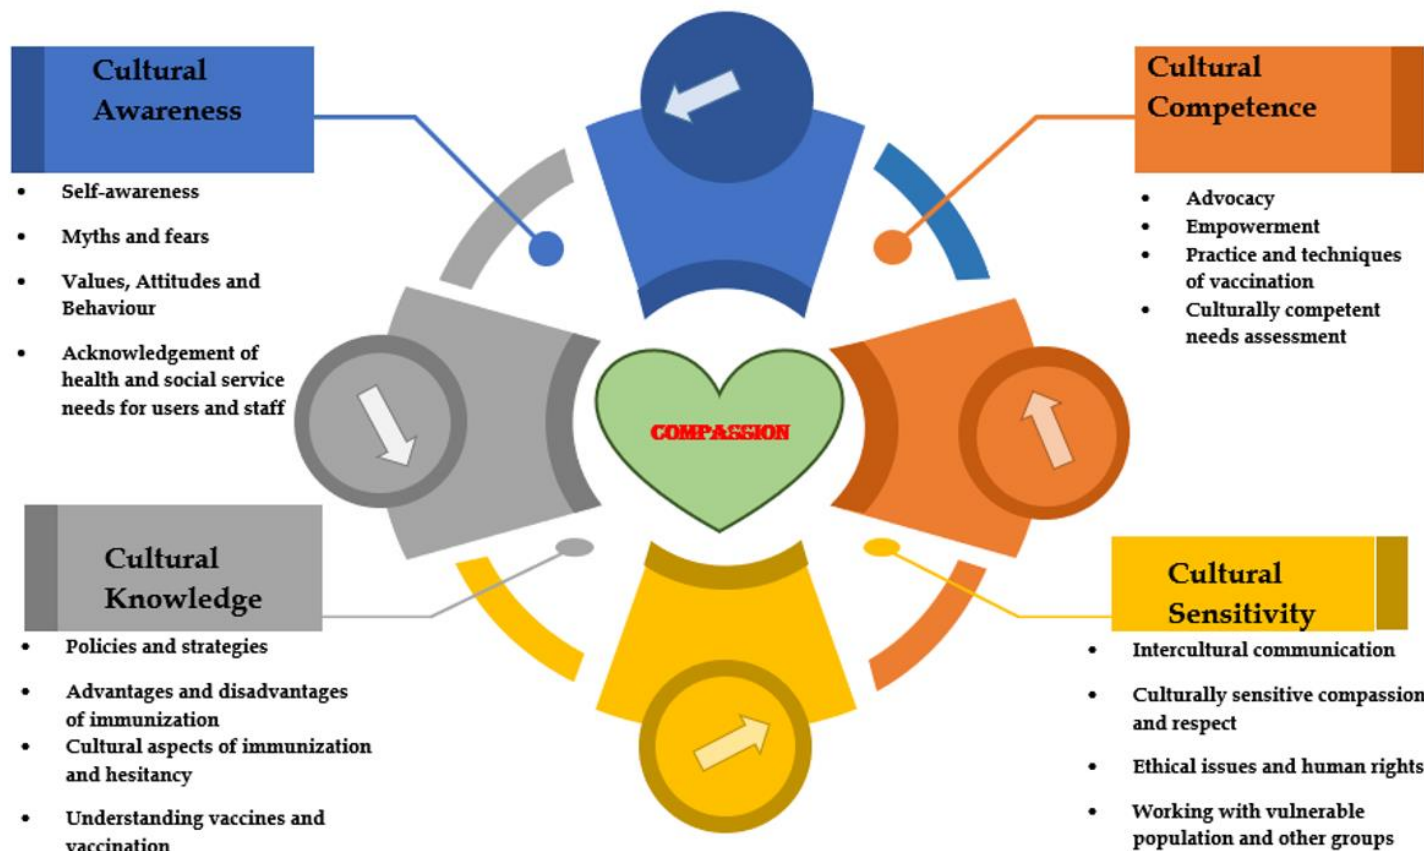 Cultural
Awareness
• Self-awareness
• Myths and fears
• Values, Attitudes and
Behaviour
• Acknowledgement of
health and social service
needs for users and staff
Cultural
Competence
• Advocacy
• Empowerment
• Practice and techniques
of vaccination
• Culturally competent
needs assessment
COMPASSION
Cultural
Knowledge
• Policies and strategies
• Advantages and disadvantages
of immunization
• Cultural aspects of immunization
and hesitancy
• Understanding vaccines and
vaccination
Cultural
Sensitivity
• Intercultural communication
• Culturally sensitive compassion
and respect
• Ethical issues and human rights
• Working with vulnerable
population and other groups